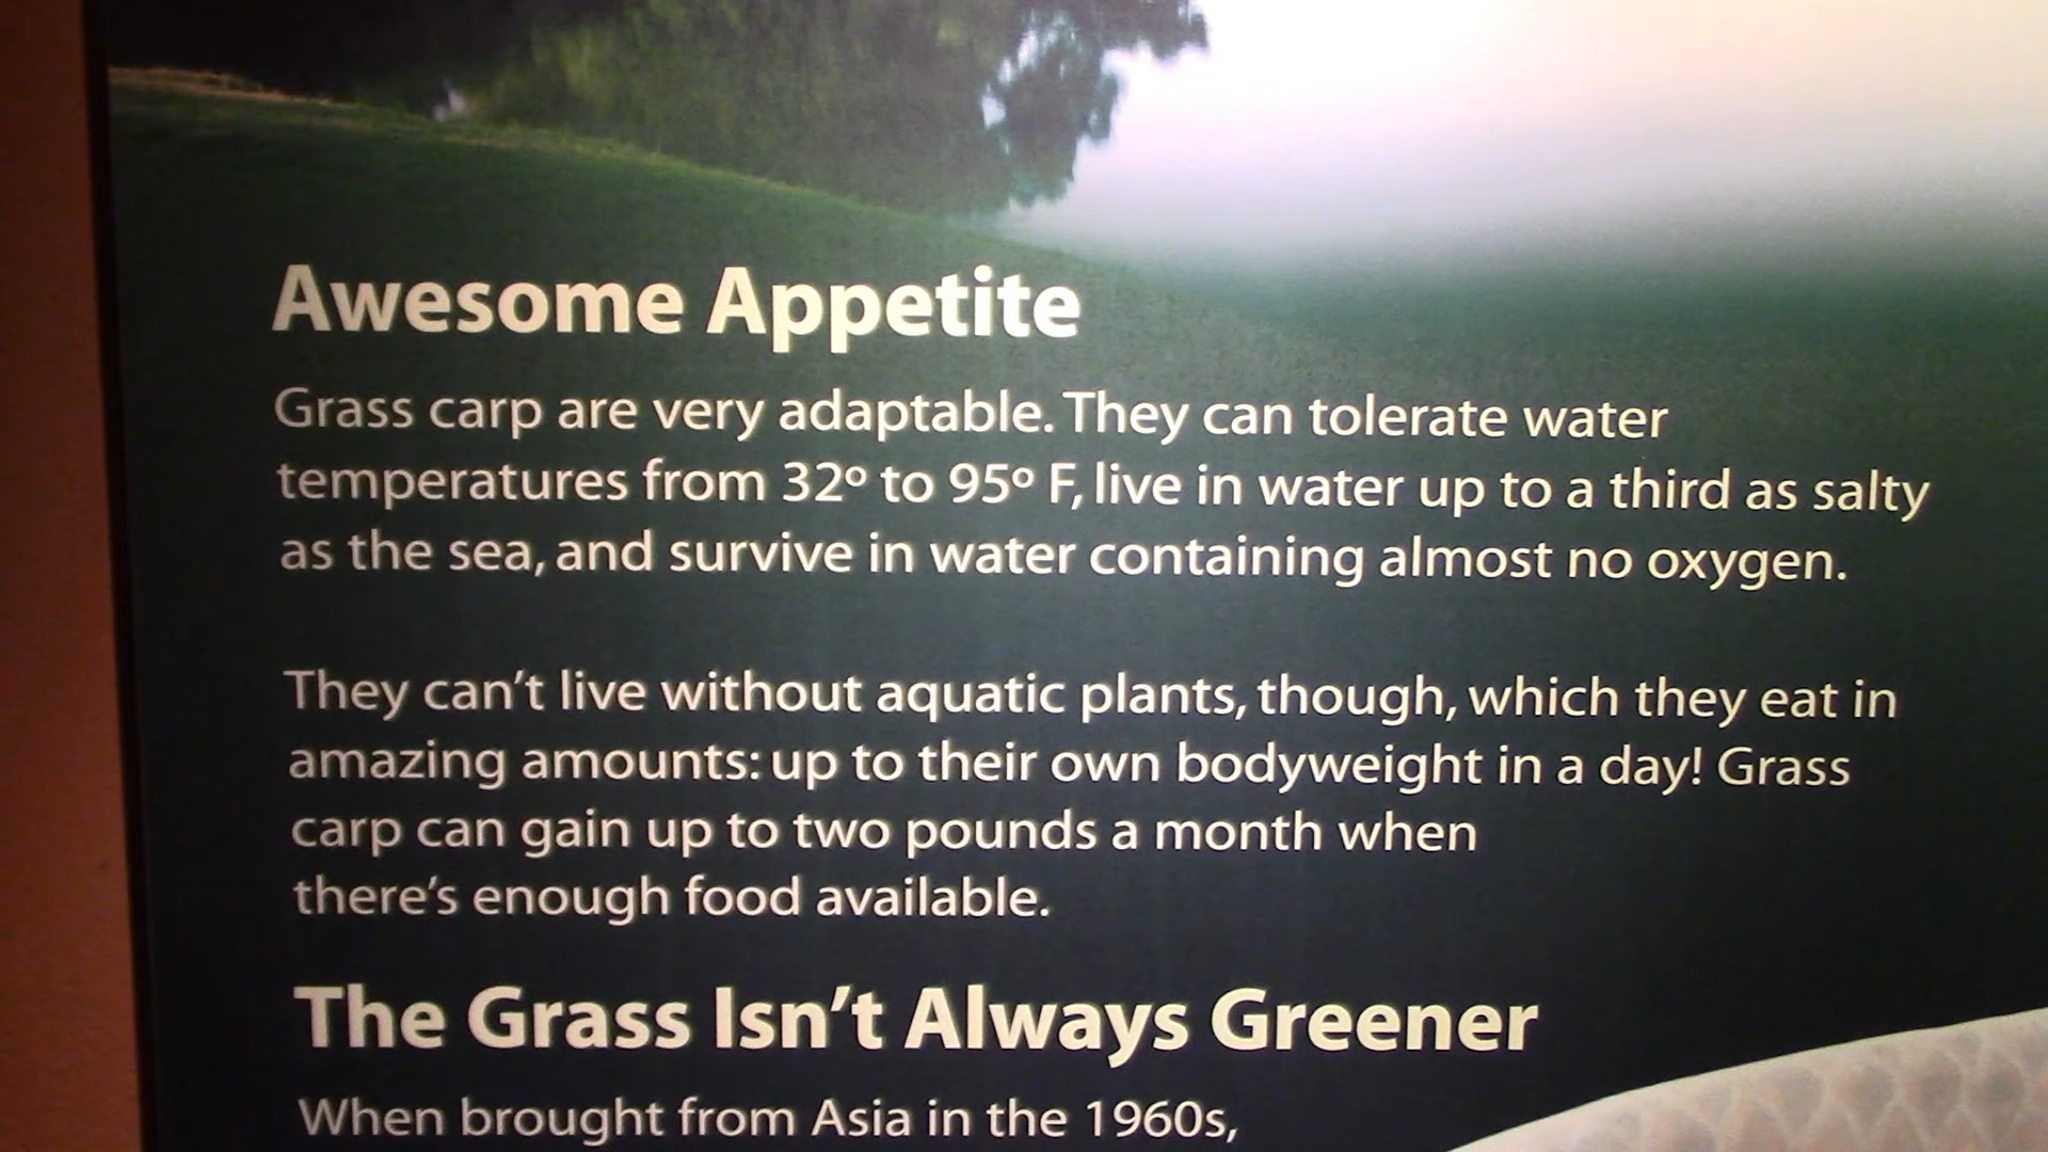 Awesome Appetite
Grass carp are very adaptable. They can tolerate water
temperatures from 32º to 95º F, live in water up to a third as salty
as the sea, and survive in water containing almost no oxygen.
They can't live without aquatic plants, though, which they eat in
amazing amounts: up to their own bodyweight in a day! Grass
carp can gain up to two pounds a month when
there's enough food available.
The Grass Isn't Always Greener
When brought from Asia in the 1960s,